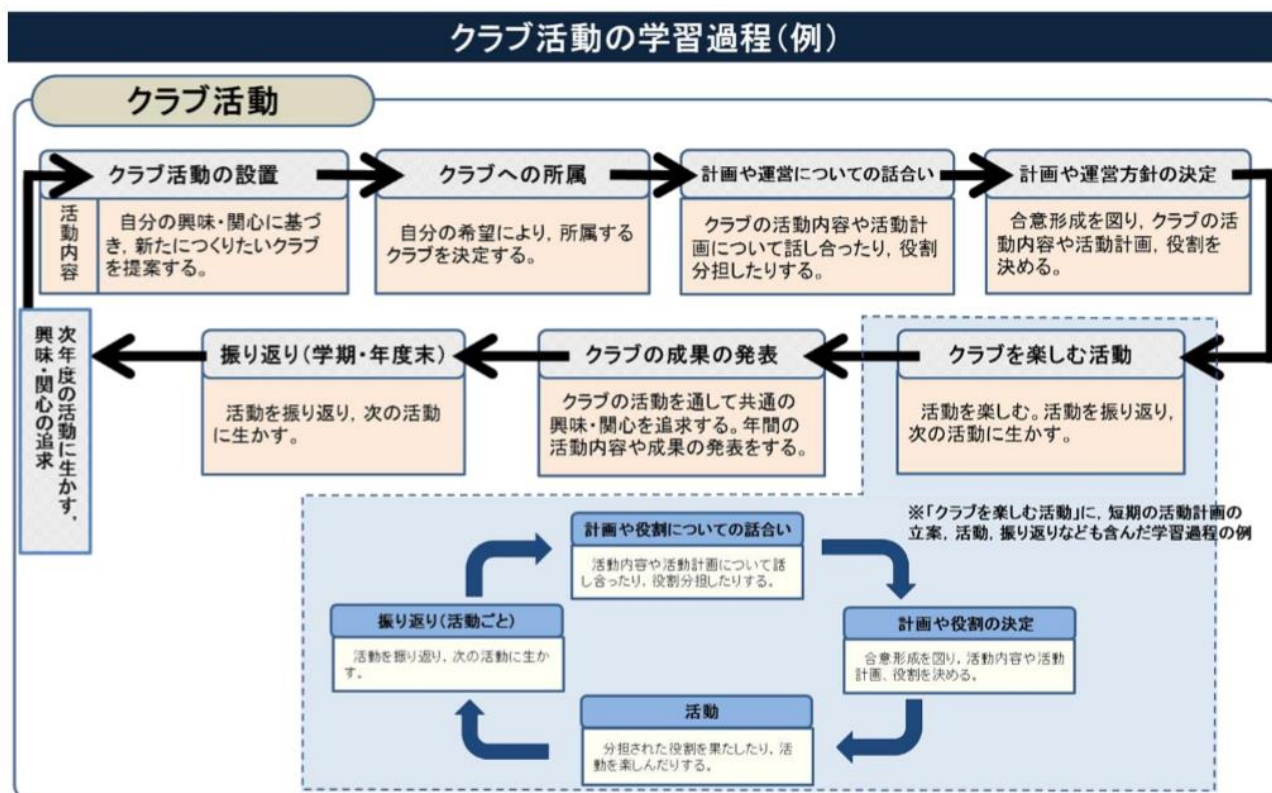 クラブ活動の学習過程(例)
クラブ活動
クラブ活動の設置
活動内容
自分の興味・関心に基づ
き,新たにつくりたいクラブ
を提案する。
クラブへの所属
自分の希望により,所属する
クラブを決定する。
計画や運営についての話合い
クラブの活動内容や活動計
画について話し合ったり,役割
分担したりする。
計画や運営方針の決定
合意形成を図り,クラブの活
動内容や活動計画,役割を
決める。
クラブを楽しむ活動
活動を楽しむ。活動を振り返り,
次の活動に生かす。
クラブの成果の発表
クラブの活動を通して共通の
興味・関心を追求する。年間の
活動内容や成果の発表をする。
振り返り(学期・年度末)
活動を振り返り,次の活動
に生かす。
次年度の活動に生かす,
興味・関心の追求
※「クラブを楽しむ活動」に,短期の活動計画の
立案,活動,振り返りなども含んだ学習過程の例
計画や役割についての話合い
活動内容や活動計画について話
し合ったり,役割分担したりする。
計画や役割の決定
合意形成を図り,活動内容や活動
計画、役割を決める。
活動
分担された役割を果たしたり,活
動を楽しんだりする。
振り返り(活動ごと)
活動を振り返り,次の活動に生か
す。